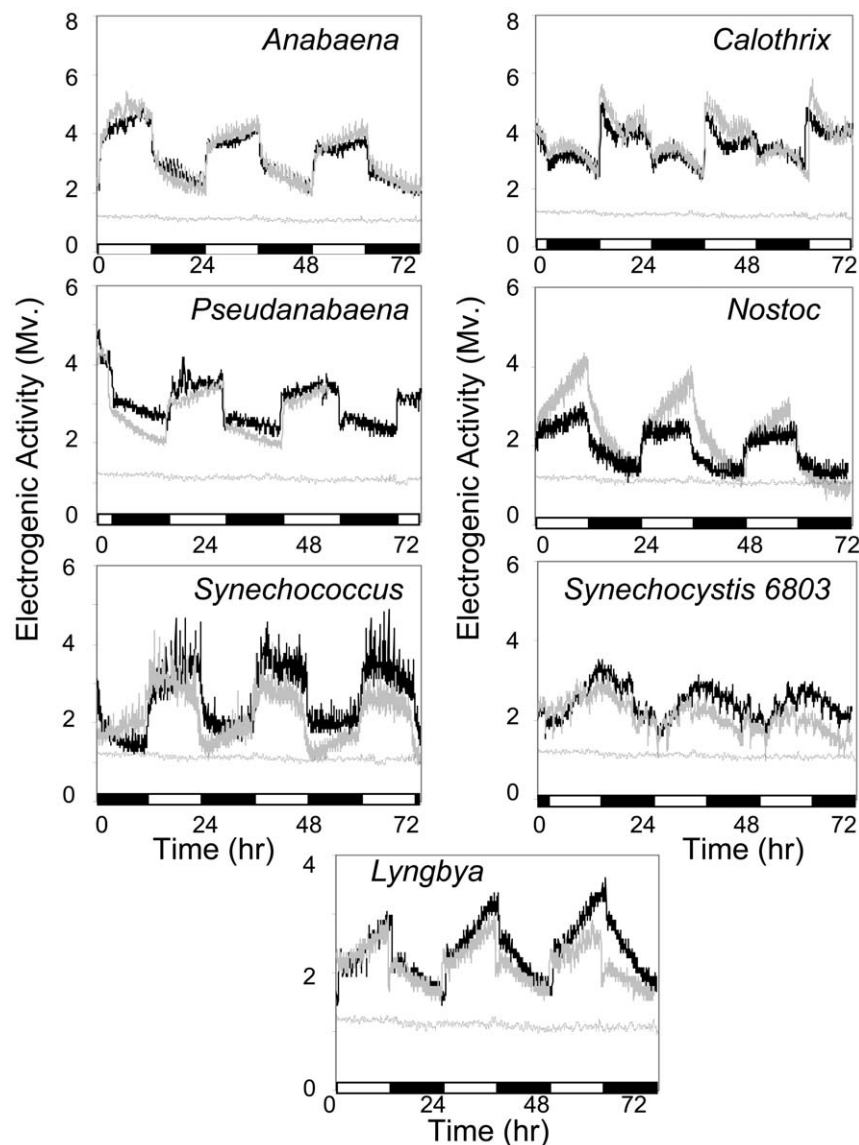 Anabaena
8
6
4
2
0
0 24 48 72
Calothrix
8
6
4
2
0
0 24 48 72
Pseudanabaena
6
4
2
0
0 24 48 72
Nostoc
6
4
2
0
0 24 48 72
Electrogenic Activity (Mv.)
Electrogenic Activity (Mv.)
Synechococcus
6
4
2
0
0 24 48 72
Time (hr)
Synechocystis 6803
6
4
2
0
0 24 48 72
Time (hr)
Lyngbya
4
2
0
0 24 48 72
Time (hr)